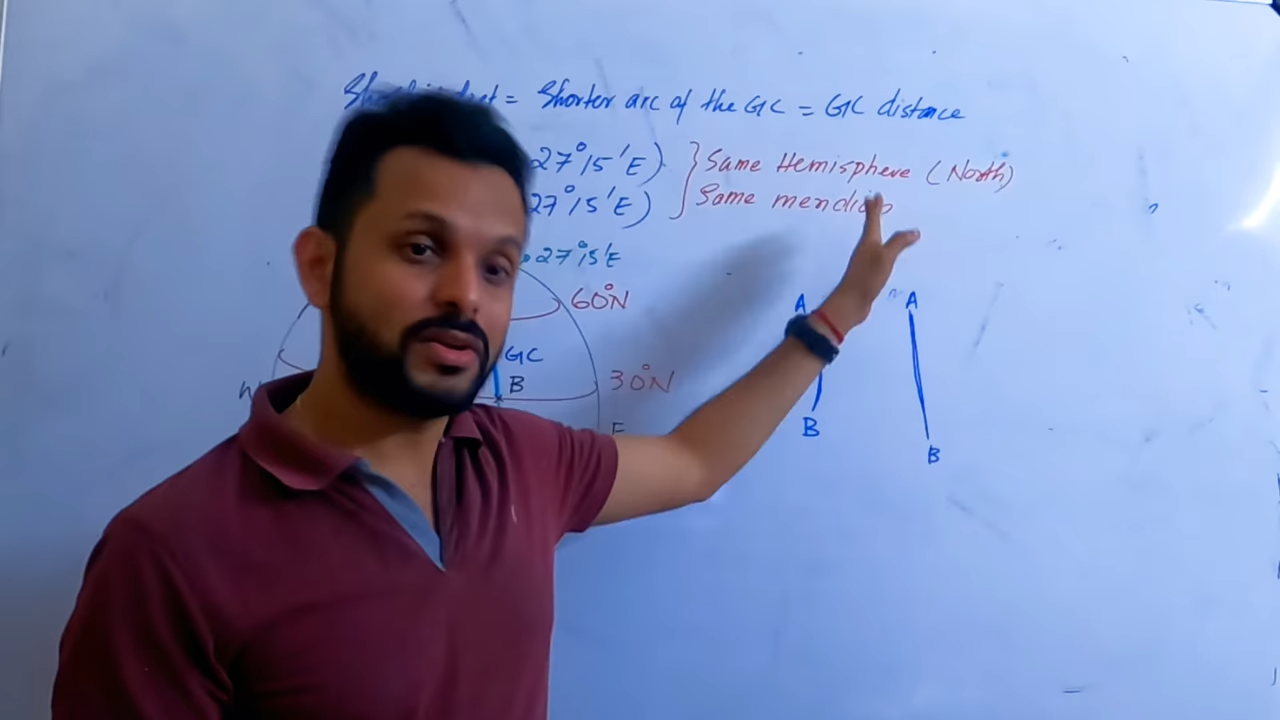 dist = Shorter arc of the GC = GC distance
27°15'E) } Same Hemisphere (North)
27°15'E) Same meridian
27°15'E
60°N
GC
B
30°N
W
E
A
B
A
B